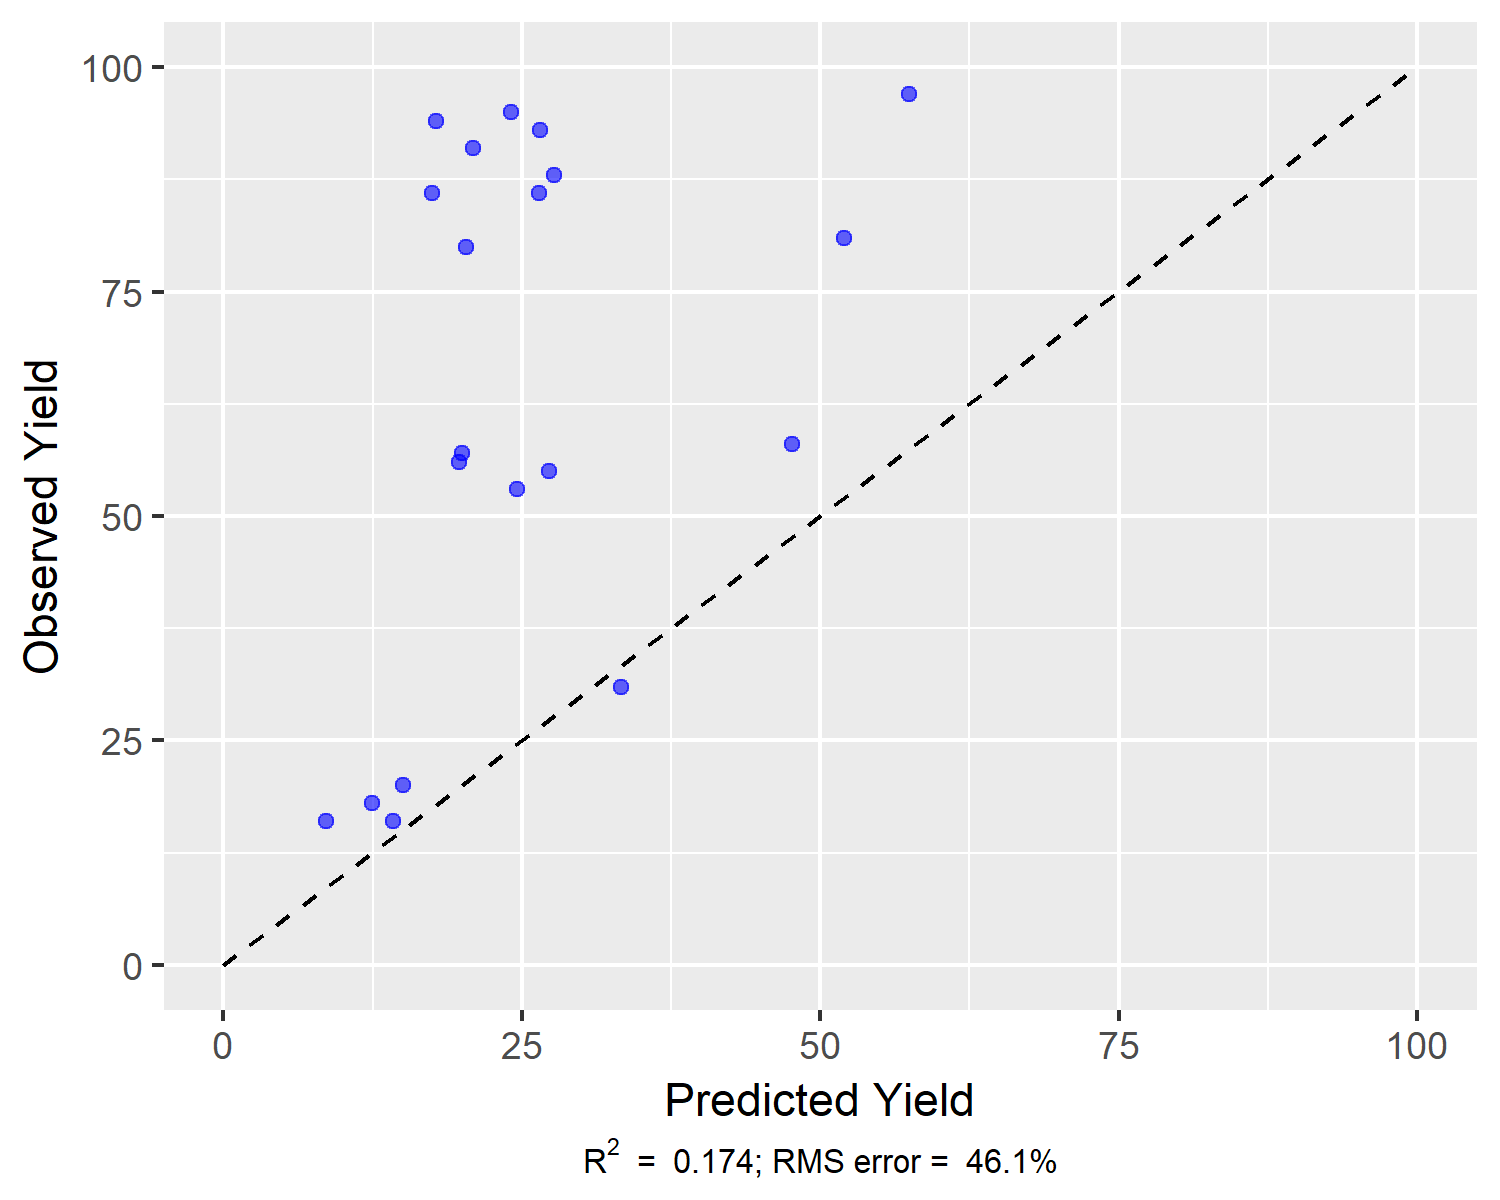 100
75
50
25
0
Observed Yield
0 25 50 75 100
Predicted Yield
R² = 0.174; RMS error = 46.1%